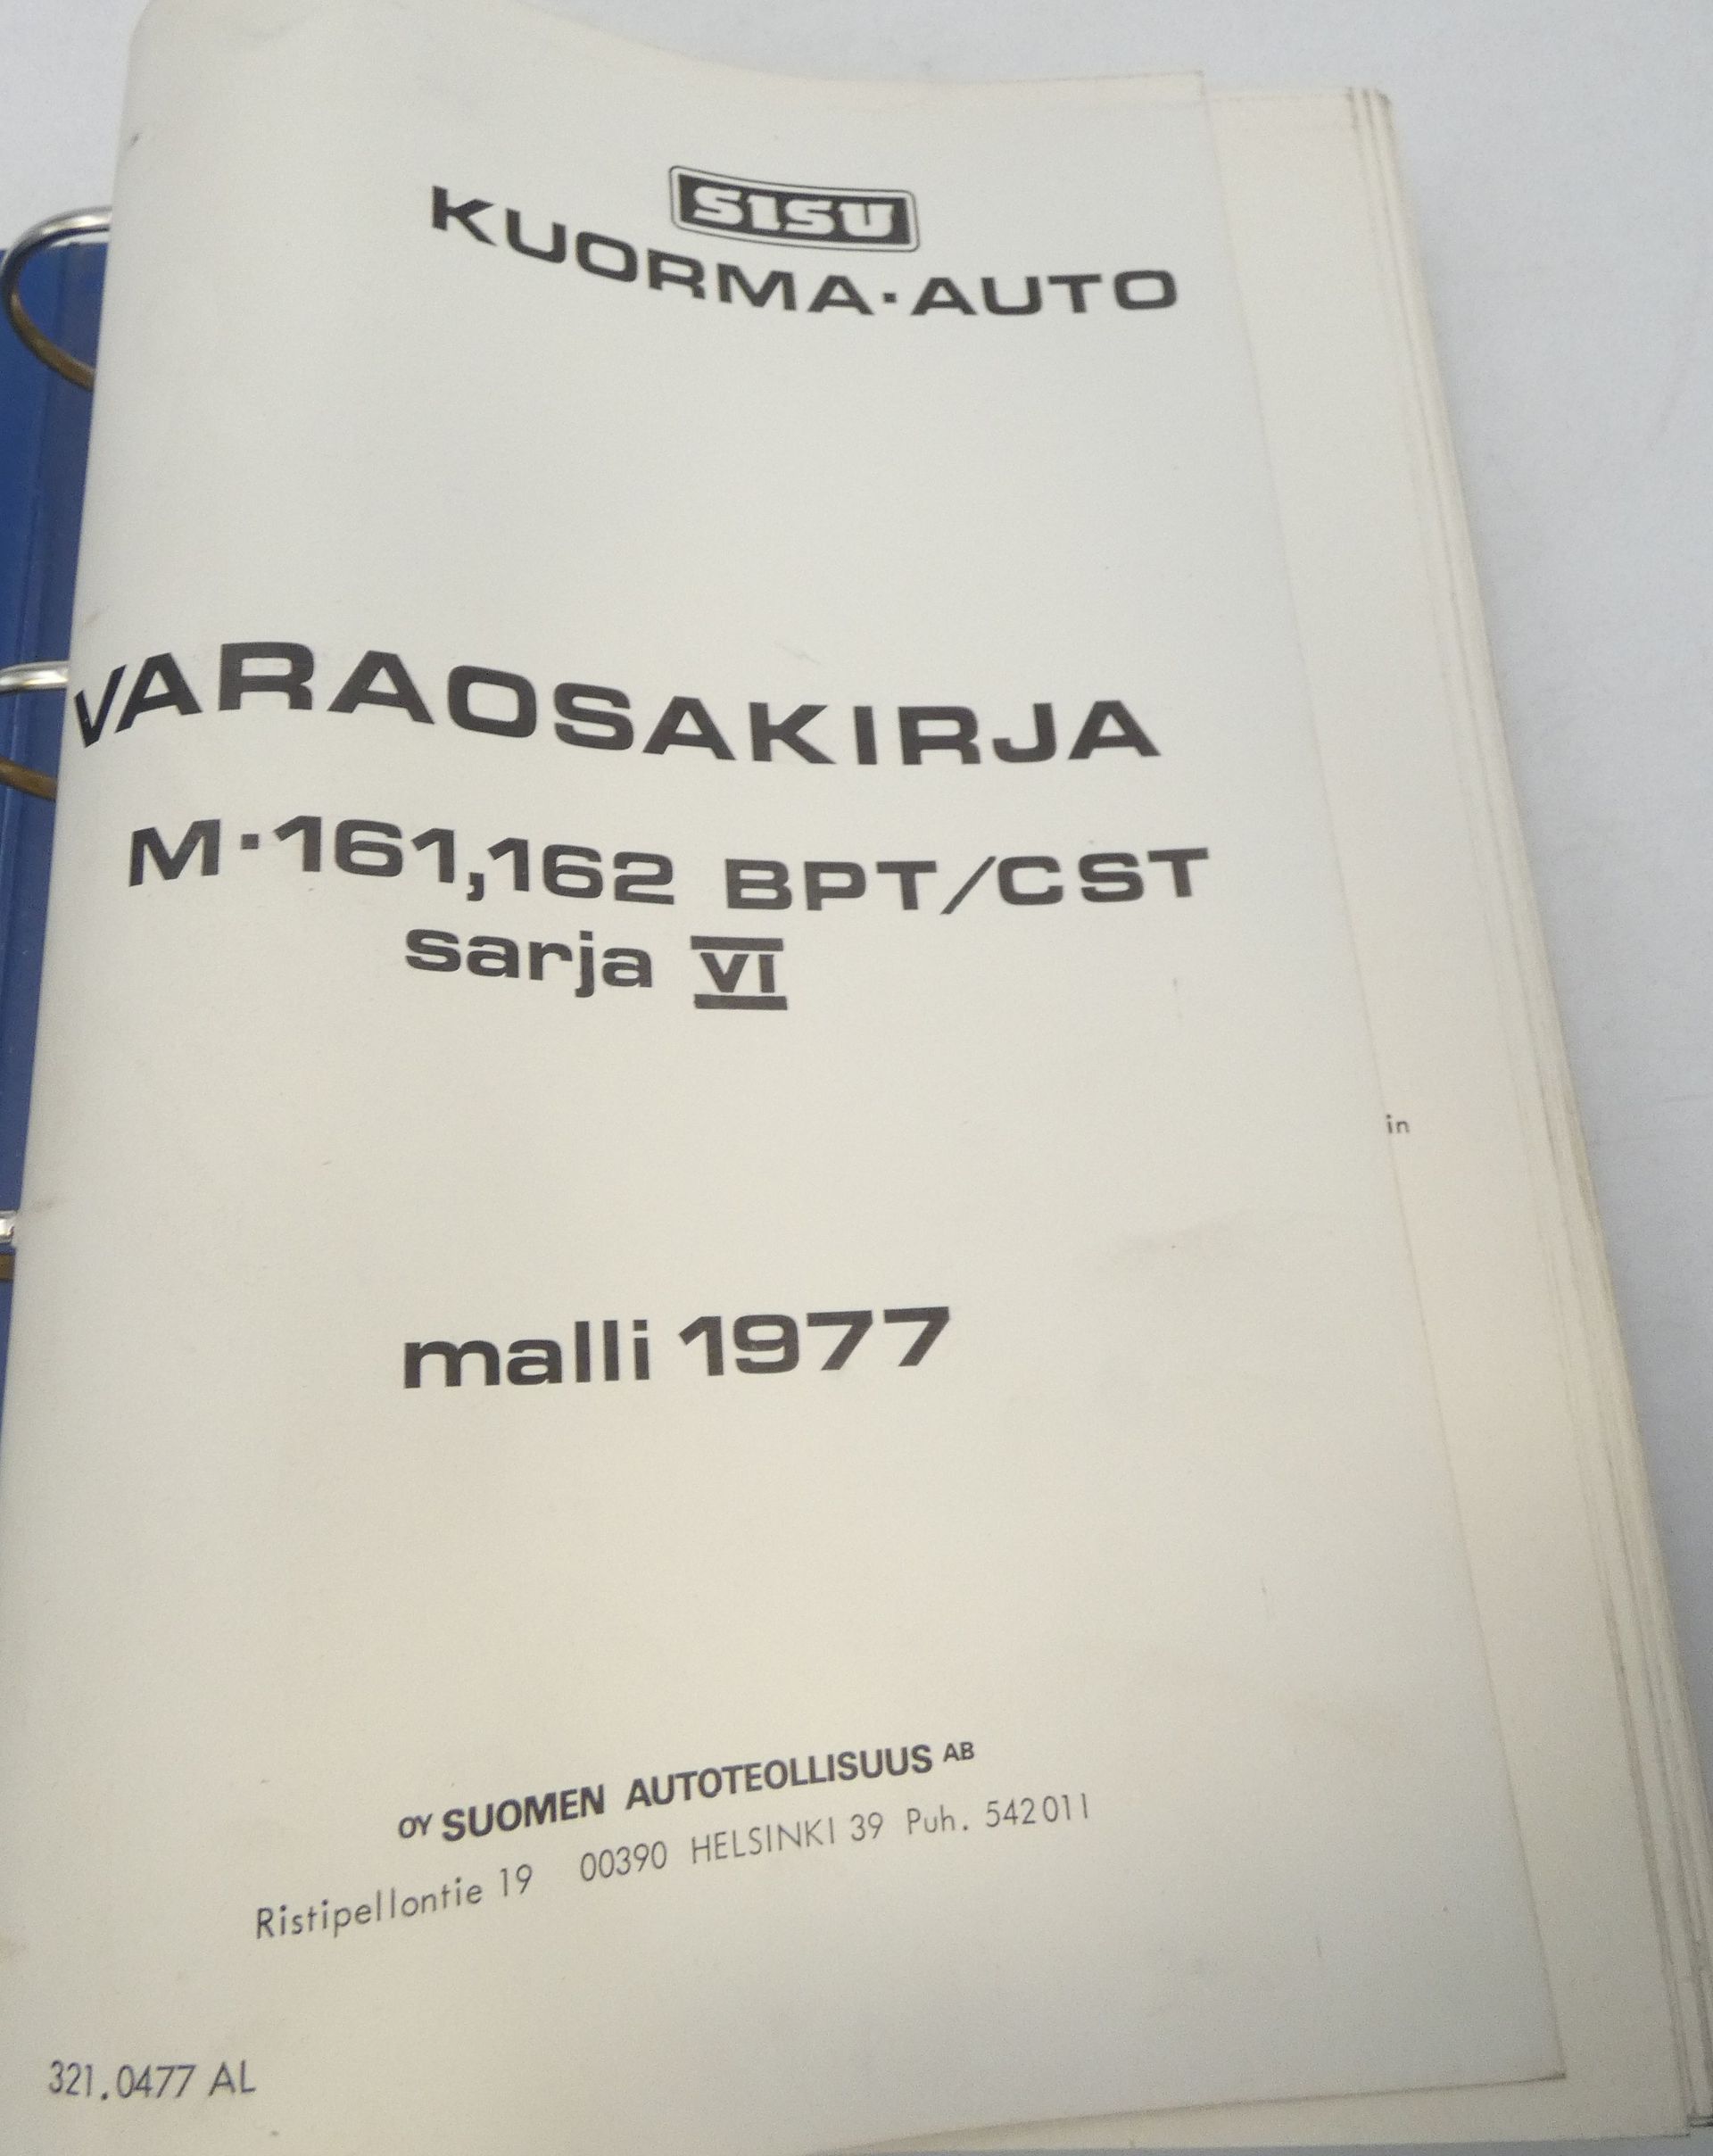 SISU
KUORMA-AUTO
VARAOSAKIRJA
M-161,162 BPT/CST
sarja VI
in
malli 1977
OY SUOMEN AUTOTEOLLISUUS AB
Ristipellontie 19 00390 HELSINKI 39 Puh. 542011
321.0477 AL